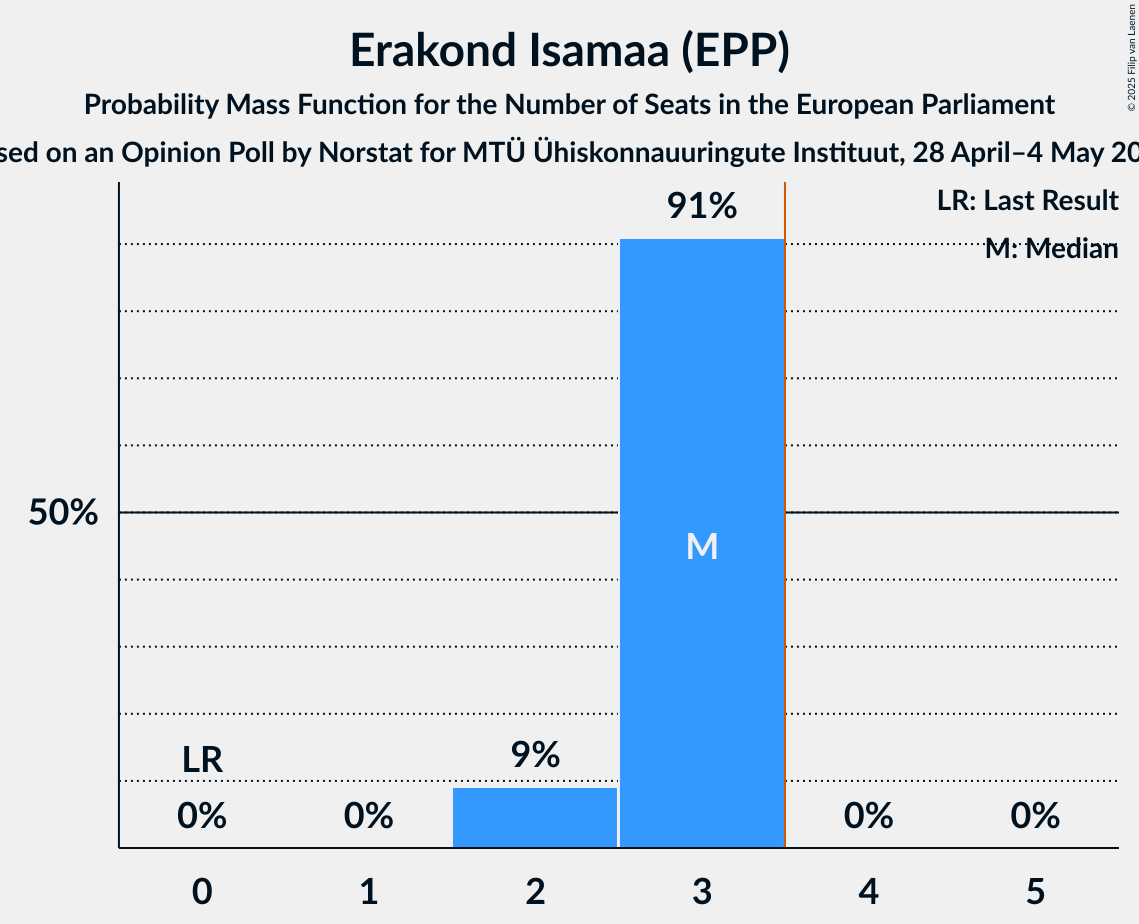 Erakond Isamaa (EPP)
Probability Mass Function for the Number of Seats in the European Parliament
sed on an Opinion Poll by Norstat for MTÜ Ühiskonnauuringute Instituut, 28 April–4 May 20
© 2025 Filip van Laenen
LR: Last Result
M: Median
91%
50%
M
LR
9%
0%
0%
0%
0%
0
1
2
3
4
5